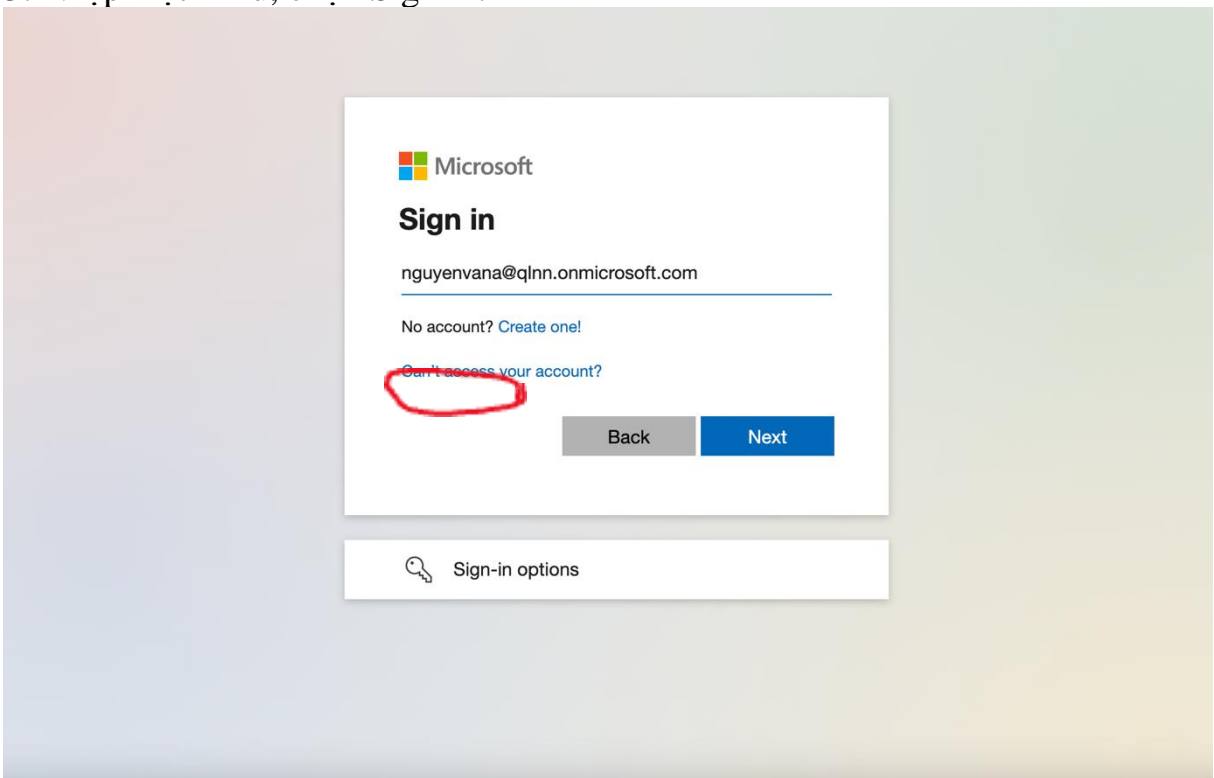 Microsoft
Sign in
nguyenvana@qlnn.onmicrosoft.com
No account? Create one!
Can't access your account?
Back Next
Sign-in options